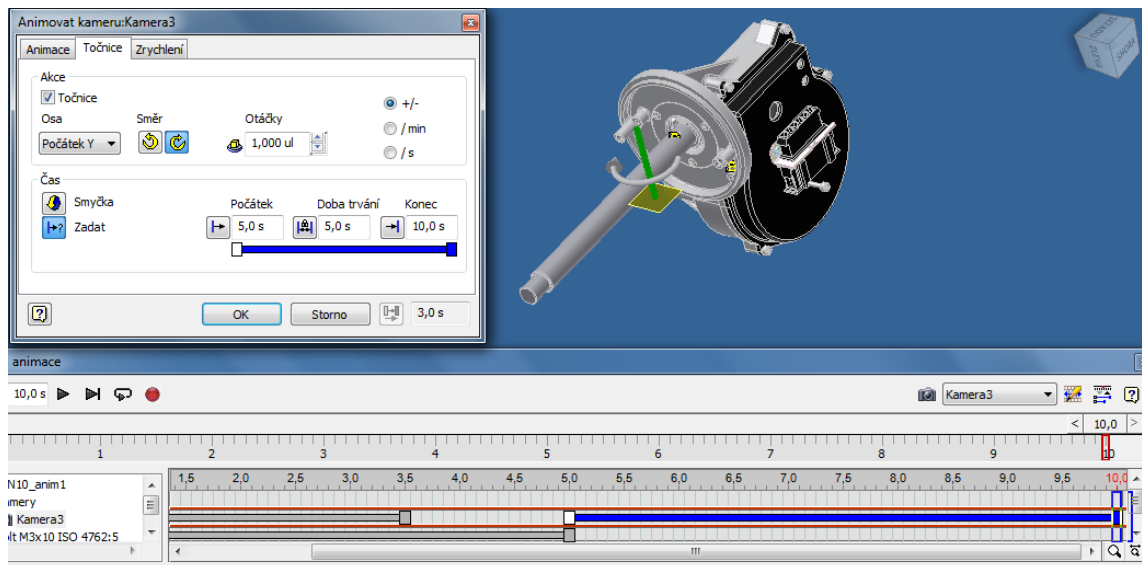 Animovat kameru:Kamera3
Animace Točnice Zrychlení
Akce
Točnice
Osa Směr Otáčky
Počátek Y 1,000 ul
+/-
/ min
/ s
Čas
Smyčka
Zadat
Počátek Doba trvání Konec
5,0 s 5,0 s 10,0 s
OK Storno 3,0 s
SHORA
animace
10,0 s Kamera3
< 10,0 >
1 2 3 4 5 6 7 8 9 10
N10_anim1
mery
Kamera3
olt M3x10 ISO 4762:5
1,5 2,0 2,5 3,0 3,5 4,0 4,5 5,0 5,5 6,0 6,5 7,0 7,5 8,0 8,5 9,0 9,5 10,0